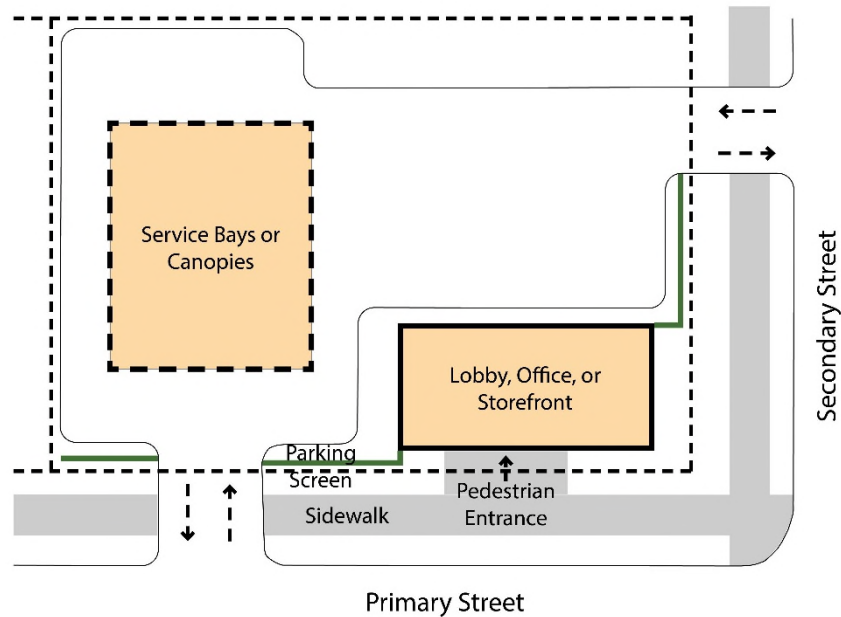 Service Bays or
Canopies
Lobby, Office, or
Storefront
Parking
Screen
Pedestrian
Entrance
Sidewalk
Primary Street
Secondary Street